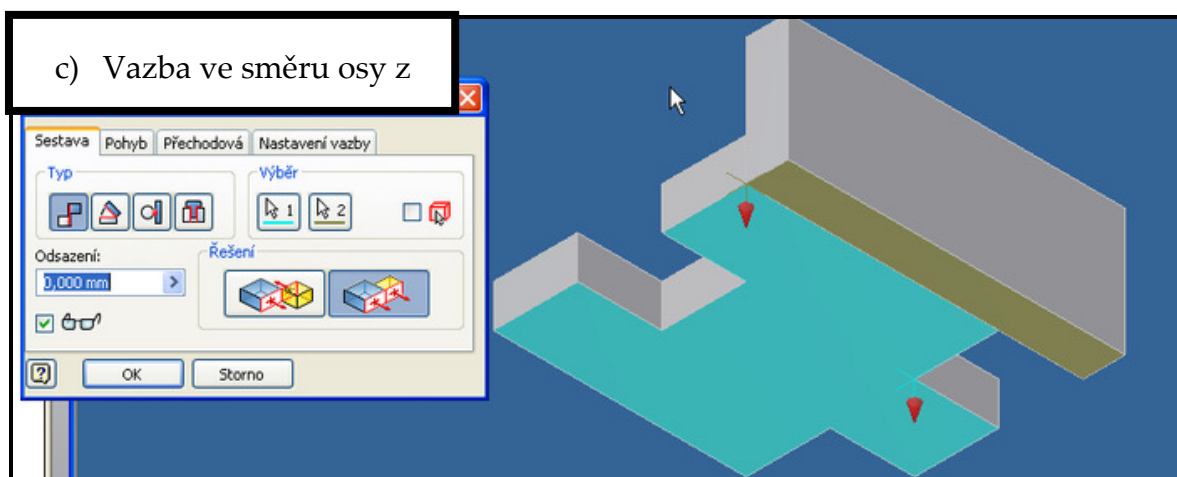 c) Vazba ve směru osy z
Sestava Pohyb Přechodová Nastavení vazby
Typ Výběr
1 2
Odsazení: Řešení
0,000 mm >
? OK Storno